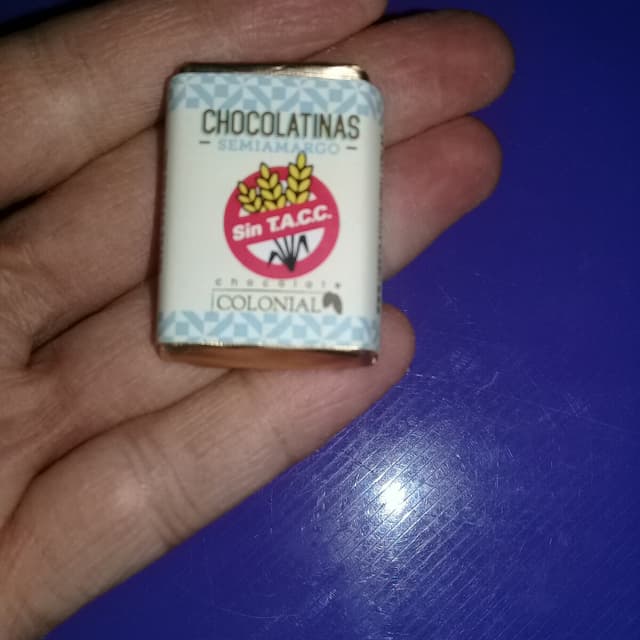 CHOCOLATINAS
SEMIAMARGO
Sin T.A.C.C.
chocolate
COLONIAL